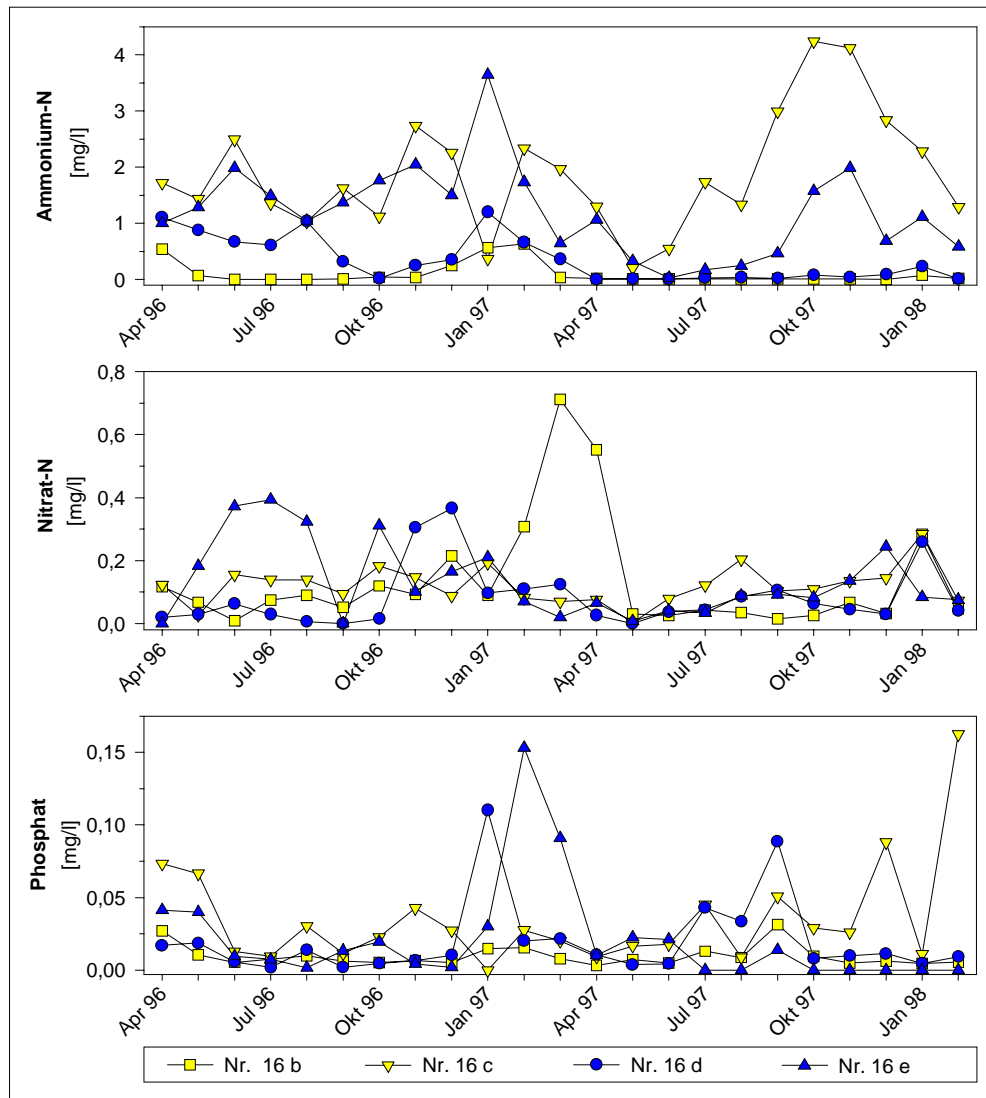 Ammonium-N
[mg/l]
4
3
2
1
0
Apr 96
Jul 96
Okt 96
Jan 97
Apr 97
Jul 97
Okt 97
Jan 98
Nitrat-N
[mg/l]
0,8
0,6
0,4
0,2
0,0
Apr 96
Jul 96
Okt 96
Jan 97
Apr 97
Jul 97
Okt 97
Jan 98
Phosphat
[mg/l]
0,15
0,10
0,05
0,00
Apr 96
Jul 96
Okt 96
Jan 97
Apr 97
Jul 97
Okt 97
Jan 98
Nr. 16 b
Nr. 16 c
Nr. 16 d
Nr. 16 e